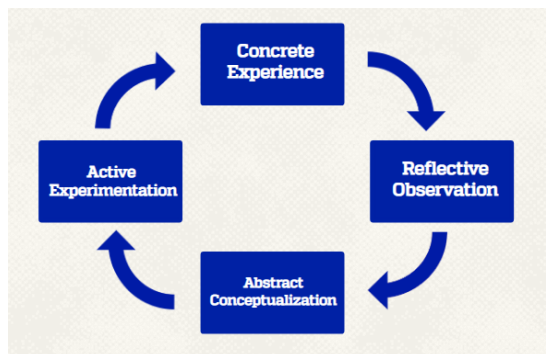 Concrete
Experience
Reflective
Observation
Abstract
Conceptualization
Active
Experimentation